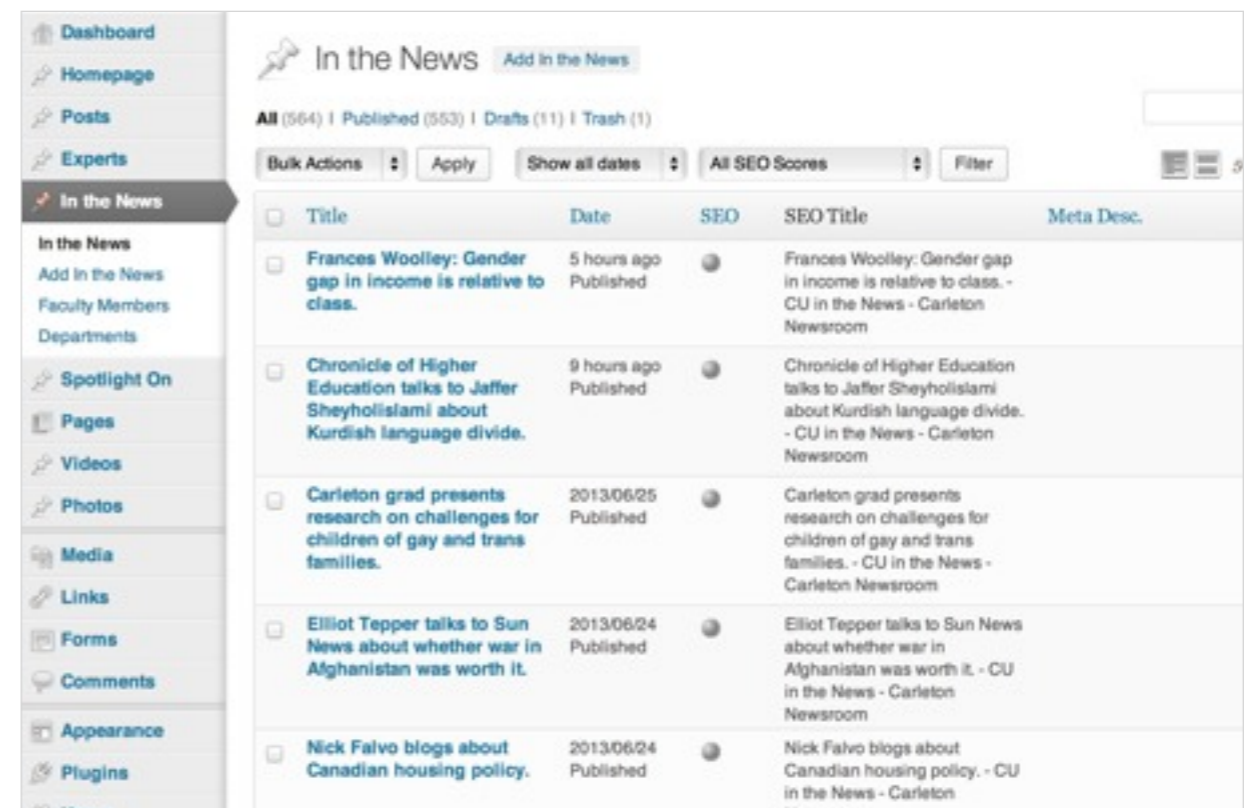 Dashboard
Homepage
Posts
Experts
In the News
In the News
Add In the News
Faculty Members
Departments
Spotlight On
Pages
Videos
Photos
Media
Links
Forms
Comments
Appearance
Plugins
In the News Add In the News
All (564) | Published (553) | Drafts (11) | Trash (1)
Bulk Actions Apply Show all dates All SEO Scores Filter
Title Date SEO SEO Title Meta Desc.
Frances Woolley: Gender
gap in income is relative to
class.
5 hours ago
Published
Frances Woolley: Gender gap
in income is relative to class. -
CU in the News - Carleton
Newsroom
Chronicle of Higher
Education talks to Jaffer
Sheyholislami about
Kurdish language divide.
9 hours ago
Published
Chronicle of Higher Education
talks to Jaffer Sheyholislami
about Kurdish language divide.
- CU in the News - Carleton
Newsroom
Carleton grad presents
research on challenges for
children of gay and trans
families.
2013/06/25
Published
Carleton grad presents
research on challenges for
children of gay and trans
families. - CU in the News -
Carleton Newsroom
Elliot Tepper talks to Sun
News about whether war in
Afghanistan was worth it.
2013/06/24
Published
Elliot Tepper talks to Sun News
about whether war in
Afghanistan was worth it. - CU
in the News - Carleton
Newsroom
Nick Falvo blogs about
Canadian housing policy.
2013/06/24
Published
Nick Falvo blogs about
Canadian housing policy. - CU
in the News - Carleton